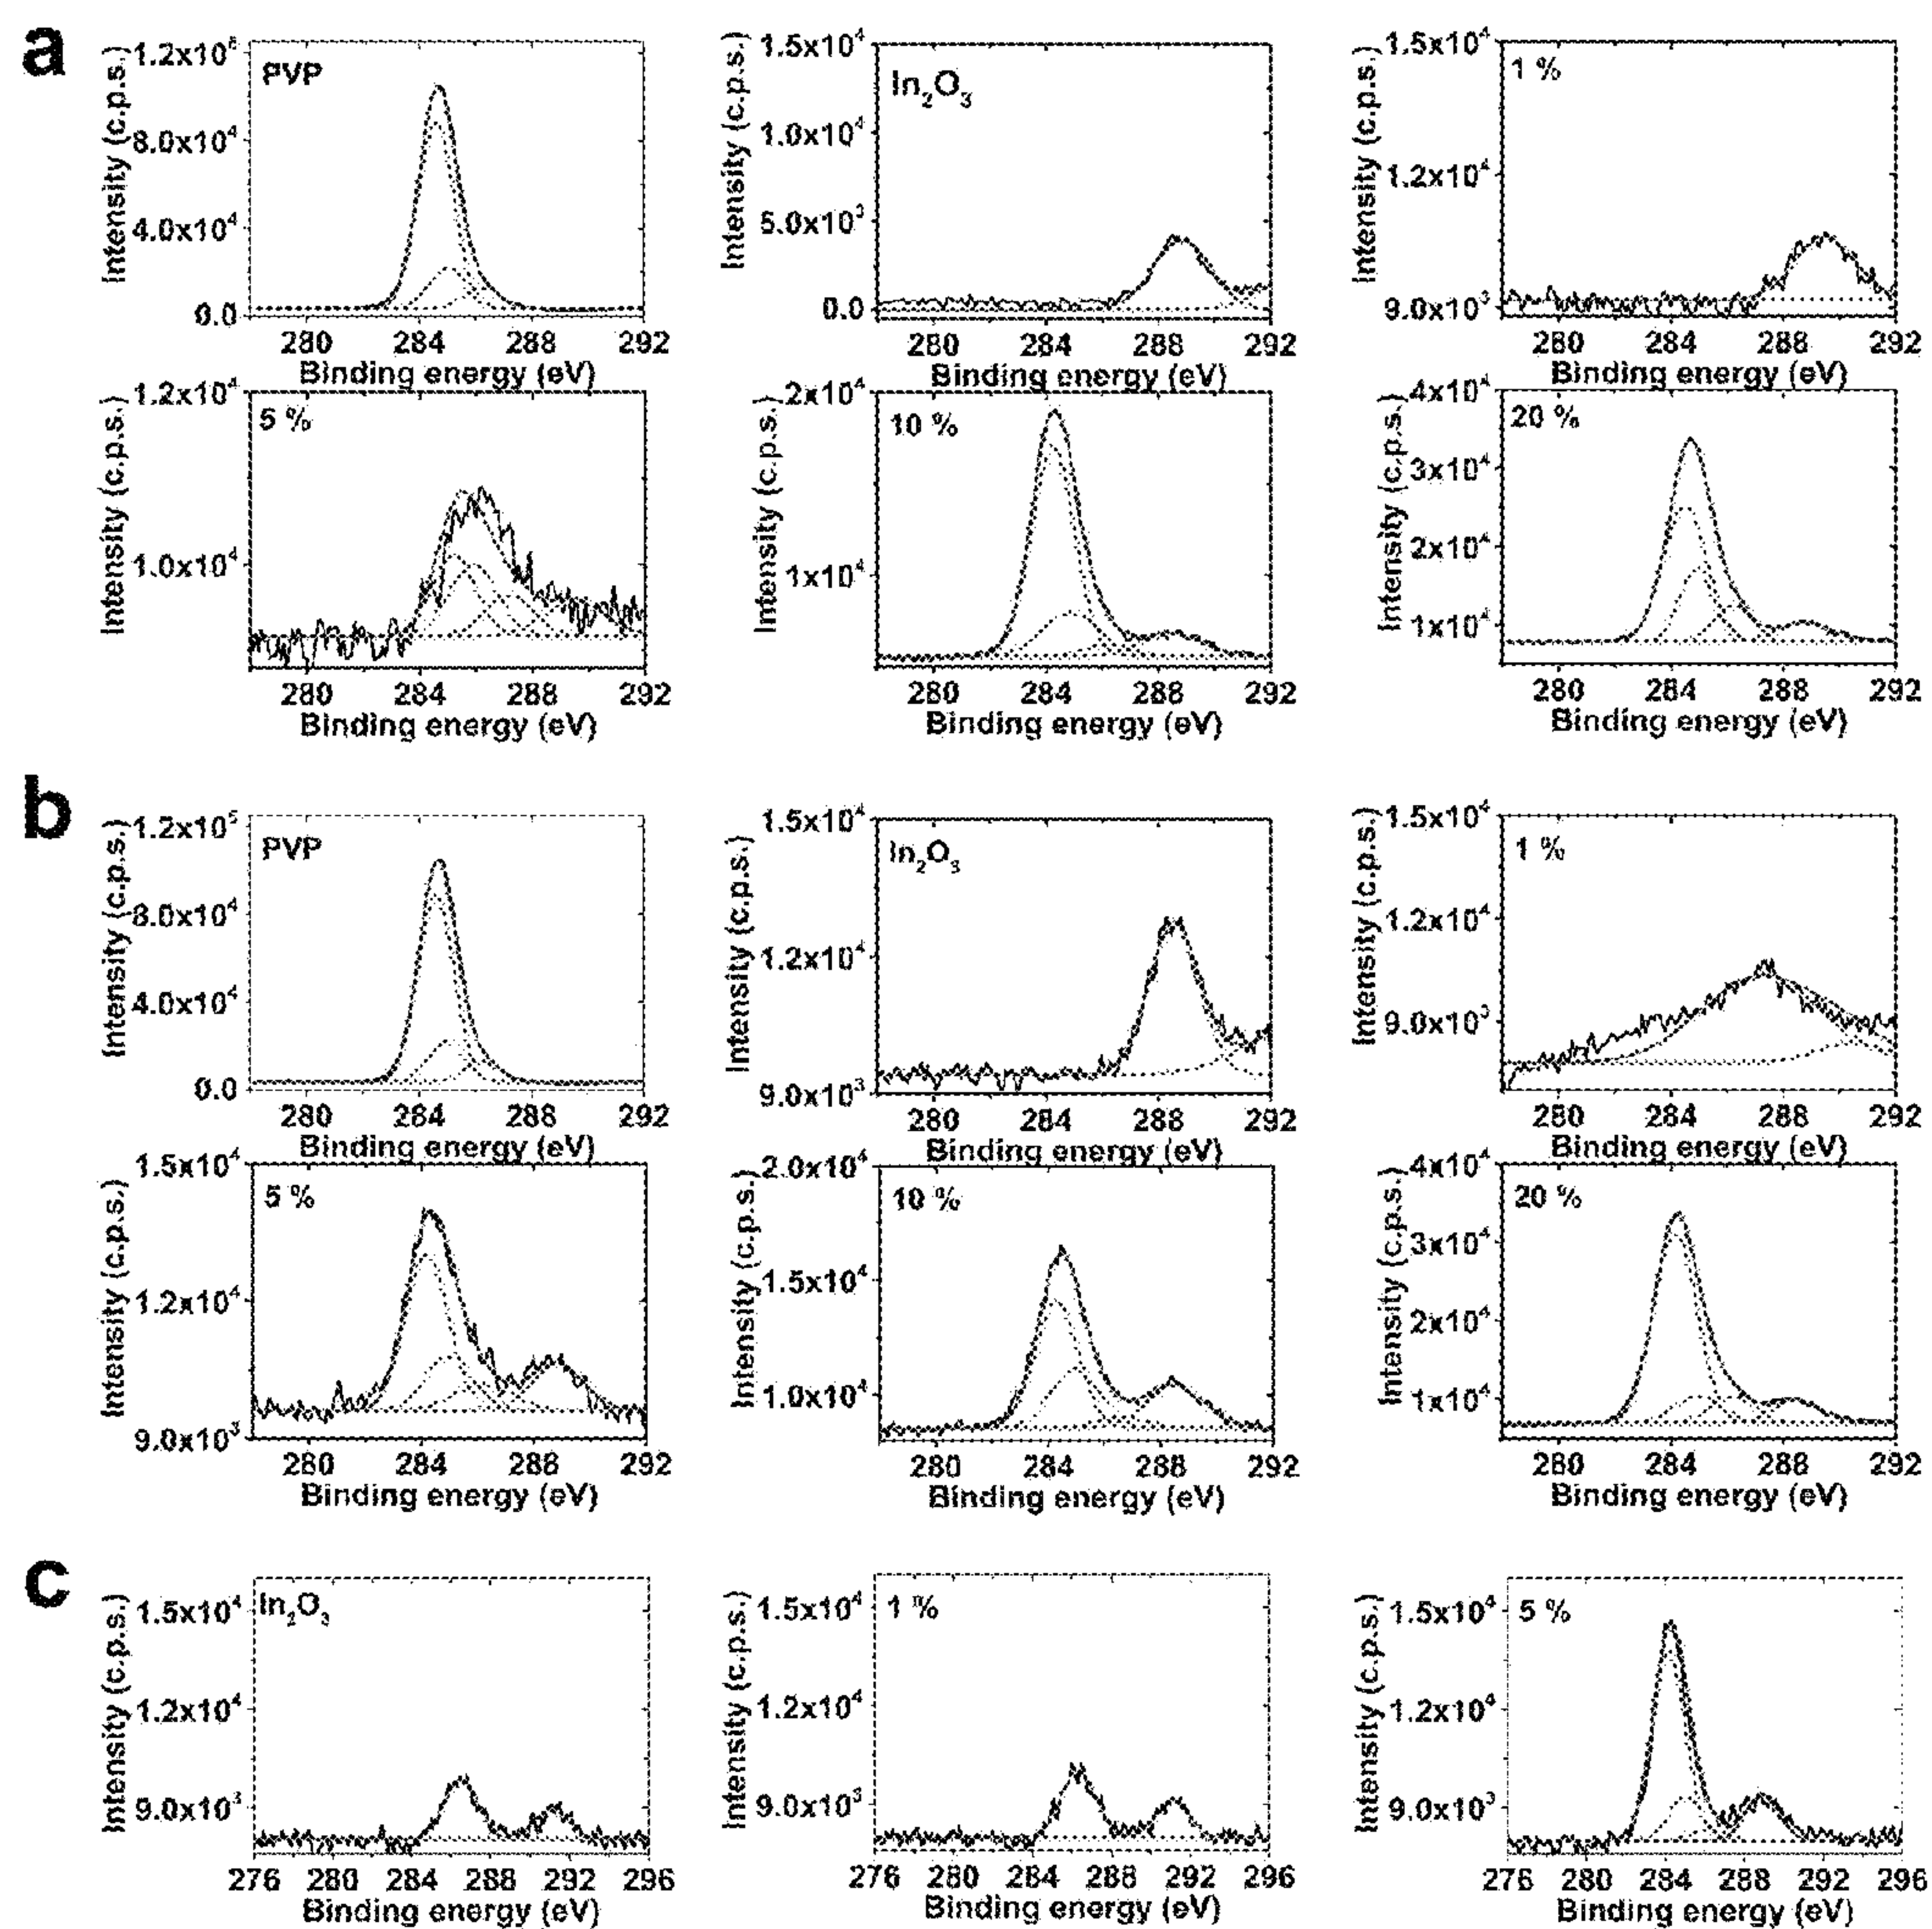 a
1.2x10⁵
8.0x10⁴
4.0x10⁴
0.0
Intensity (c.p.s.)
PVP
280 284 288 292
Binding energy (eV)
1.5x10⁴
1.0x10⁴
5.0x10³
0.0
Intensity (c.p.s.)
In₂O₃
280 284 288 292
Binding energy (eV)
1.5x10⁴
1.2x10⁴
9.0x10³
Intensity (c.p.s.)
1 %
280 284 288 292
Binding energy (eV)
1.2x10⁴
1.0x10⁴
Intensity (c.p.s.)
5 %
280 284 288 292
Binding energy (eV)
2x10⁴
1x10⁴
Intensity (c.p.s.)
10 %
280 284 288 292
Binding energy (eV)
4x10⁴
3x10⁴
2x10⁴
1x10⁴
Intensity (c.p.s.)
20 %
280 284 288 292
Binding energy (eV)
b
1.2x10⁵
8.0x10⁴
4.0x10⁴
0.0
Intensity (c.p.s.)
PVP
280 284 288 292
Binding energy (eV)
1.5x10⁴
1.2x10⁴
9.0x10³
Intensity (c.p.s.)
In₂O₃
280 284 288 292
Binding energy (eV)
1.5x10⁴
1.2x10⁴
9.0x10³
Intensity (c.p.s.)
1 %
280 284 288 292
Binding energy (eV)
1.5x10⁴
1.2x10⁴
9.0x10³
Intensity (c.p.s.)
5 %
280 284 288 292
Binding energy (eV)
2.0x10⁴
1.5x10⁴
1.0x10⁴
Intensity (c.p.s.)
10 %
280 284 288 292
Binding energy (eV)
4x10⁴
3x10⁴
2x10⁴
1x10⁴
Intensity (c.p.s.)
20 %
280 284 288 292
Binding energy (eV)
c
1.5x10⁴
1.2x10⁴
9.0x10³
Intensity (c.p.s.)
In₂O₃
276 280 284 288 292 296
Binding energy (eV)
1.5x10⁴
1.2x10⁴
9.0x10³
Intensity (c.p.s.)
1 %
276 280 284 288 292 296
Binding energy (eV)
1.5x10⁴
1.2x10⁴
9.0x10³
Intensity (c.p.s.)
5 %
276 280 284 288 292 296
Binding energy (eV)